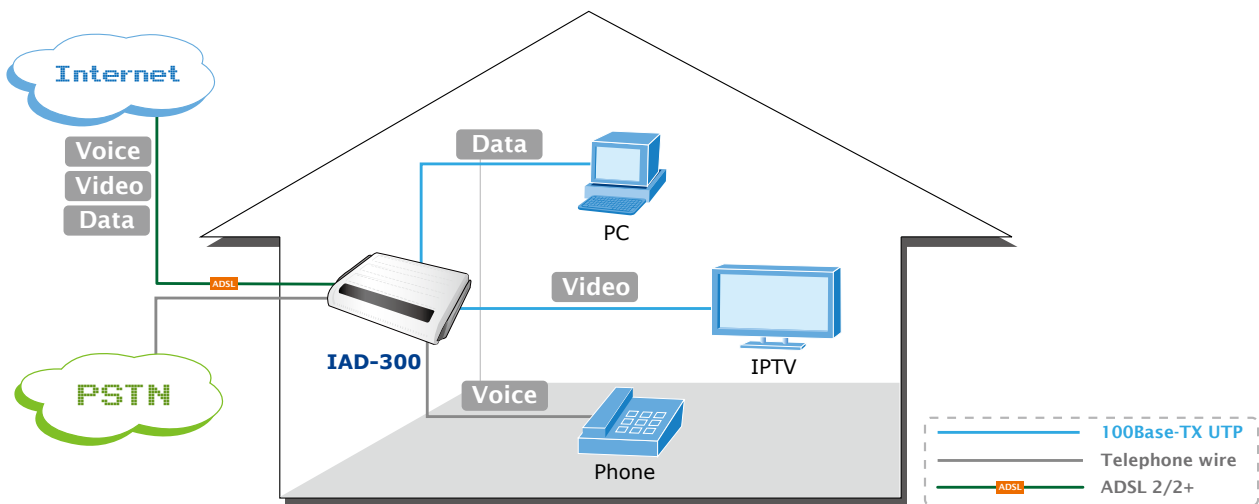 Internet
Voice
Video
Data
ADSL
PSTN
IAD-300
Data
PC
Video
IPTV
Voice
Phone
100Base-TX UTP
Telephone wire
ADSL
ADSL 2/2+